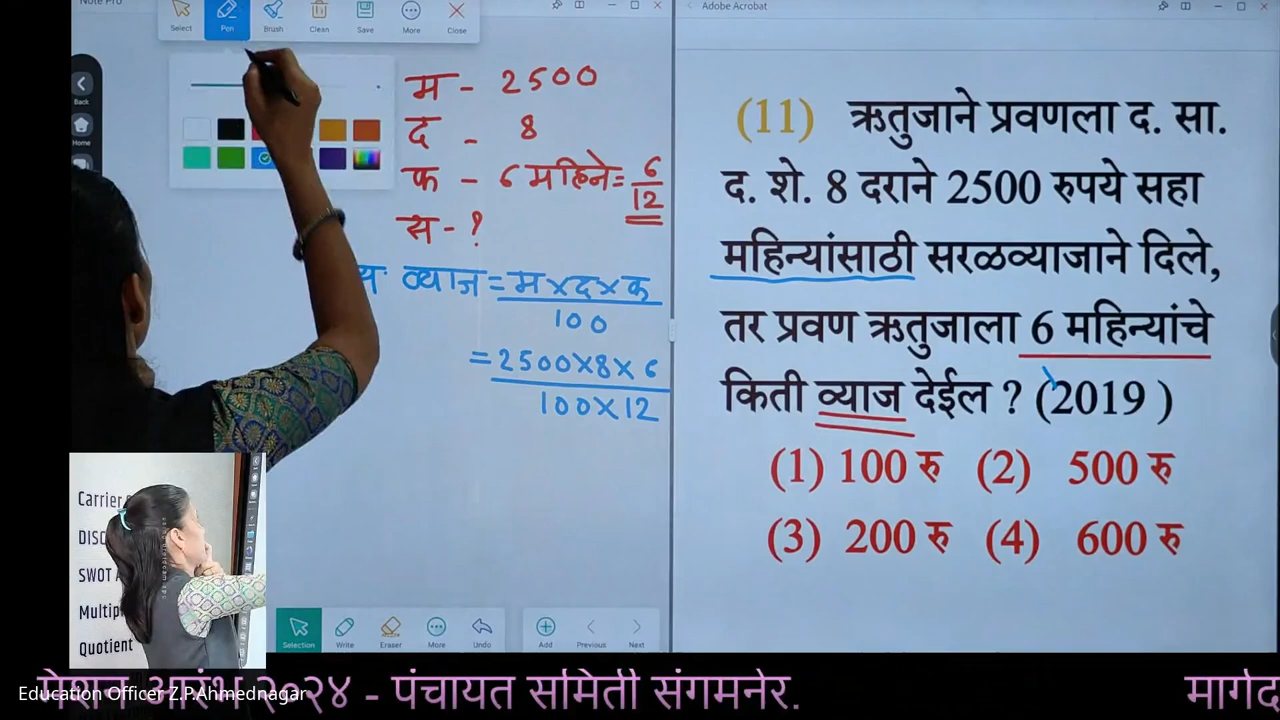 Note Pro
Select Pen Brush Clean Save More Close
Back
Home
म - 2500
द - 8
क - 6 महिने = 6/12
स - ?
व्याज = म × द × क
100
= 2500 × 8 × 6
100 × 12
Selection Write Eraser More Undo Add Previous Next
Adobe Acrobat
(11) ऋतुजाने प्रवणला द. सा.
द. शे. 8 दराने 2500 रुपये सहा
महिन्यांसाठी सरळव्याजाने दिले,
तर प्रवण ऋतुजाला 6 महिन्यांचे
किती व्याज देईल ? (2019 )
(1) 100 रु (2) 500 रु
(3) 200 रु (4) 600 रु
Carrier
DISC
SWOT
Multip
Quotient
मेशन आरंभ २०२४ - पंचायत समिती संगमनेर.
Education Officer Z.P.Ahmednagar